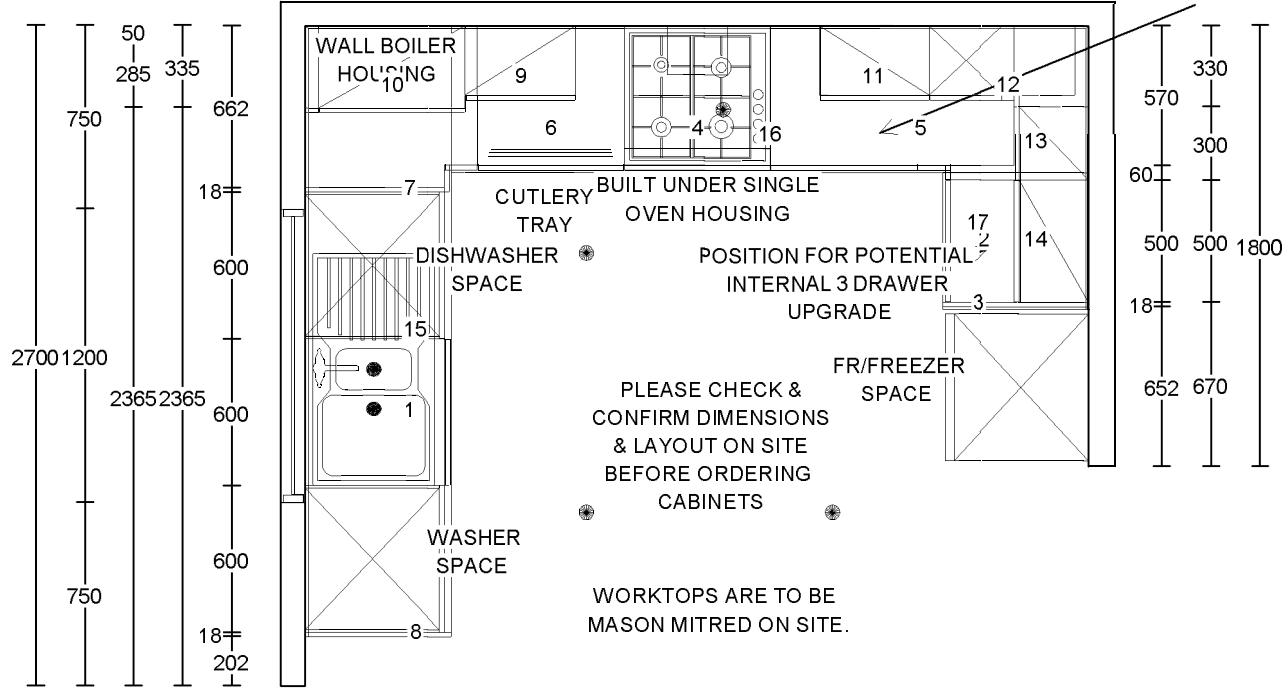 50
285
335
662
750
18
600
2700
1200
2365
2365
600
600
750
18
202
WALL BOILER
HOUSING
10
9
6
4
16
11
5
12
13
7
CUTLERY
TRAY
BUILT UNDER SINGLE
OVEN HOUSING
DISHWASHER
SPACE
POSITION FOR POTENTIAL
INTERNAL 3 DRAWER
UPGRADE
17
2
14
3
15
1
FR/FREEZER
SPACE
PLEASE CHECK &
CONFIRM DIMENSIONS
& LAYOUT ON SITE
BEFORE ORDERING
CABINETS
WASHER
SPACE
8
WORKTOPS ARE TO BE
MASON MITRED ON SITE.
570
330
60
300
500
500
1800
18
652
670